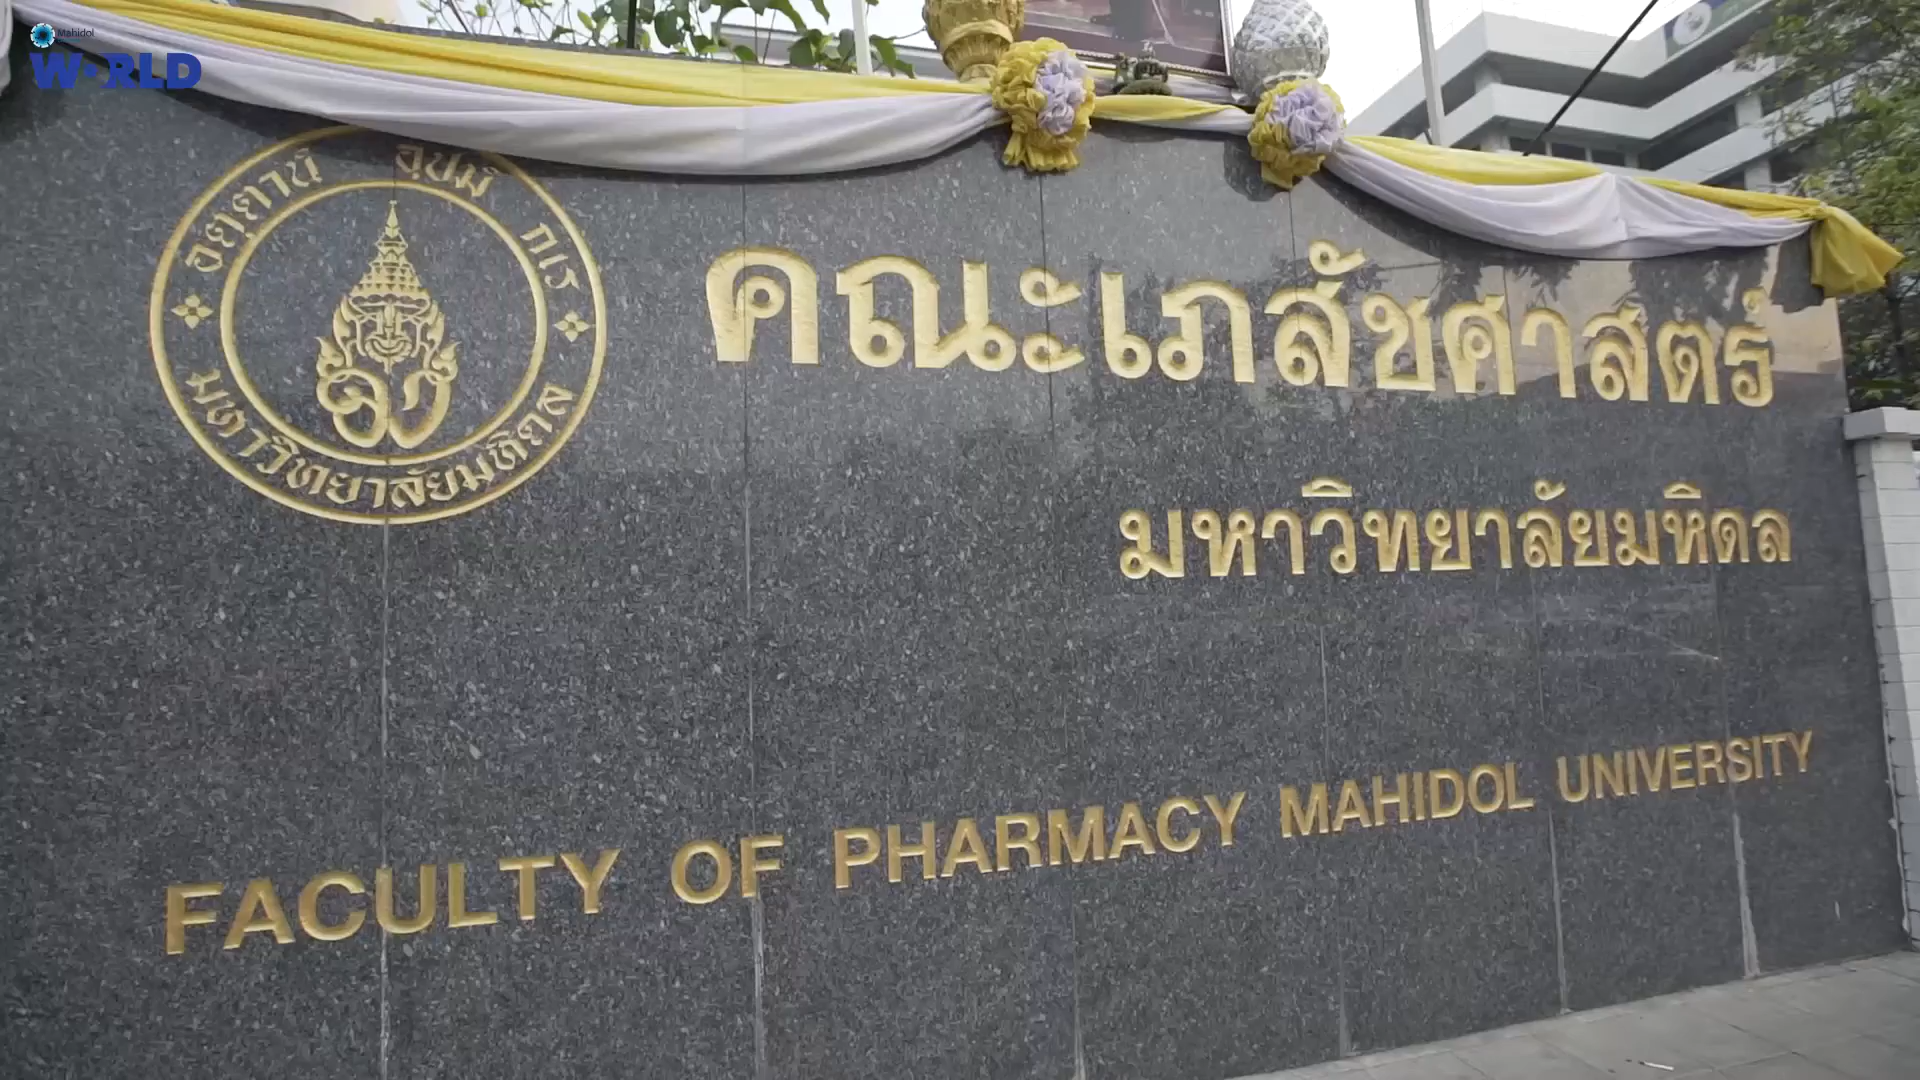 Mahidol
W RLD
อตฺตานํ อุปมํ กเร
มหาวิทยาลัยมหิดล
คณะเภสัชศาสตร์
มหาวิทยาลัยมหิดล
FACULTY OF PHARMACY MAHIDOL UNIVERSITY